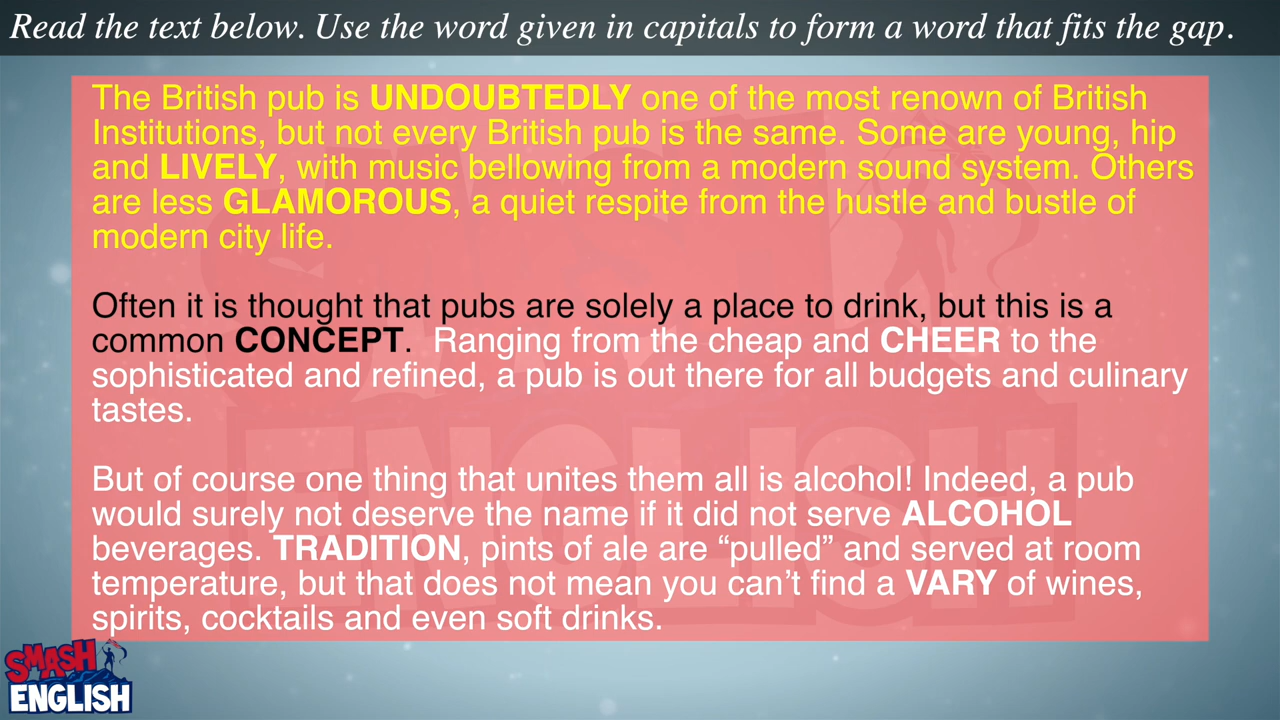 Read the text below. Use the word given in capitals to form a word that fits the gap.
The British pub is UNDOUBTEDLY one of the most renown of British
Institutions, but not every British pub is the same. Some are young, hip
and LIVELY, with music bellowing from a modern sound system. Others
are less GLAMOROUS, a quiet respite from the hustle and bustle of
modern city life.
Often it is thought that pubs are solely a place to drink, but this is a
common CONCEPT. Ranging from the cheap and CHEER to the
sophisticated and refined, a pub is out there for all budgets and culinary
tastes.
But of course one thing that unites them all is alcohol! Indeed, a pub
would surely not deserve the name if it did not serve ALCOHOL
beverages. TRADITION, pints of ale are “pulled” and served at room
temperature, but that does not mean you can’t find a VARY of wines,
spirits, cocktails and even soft drinks.
SMASH
ENGLISH